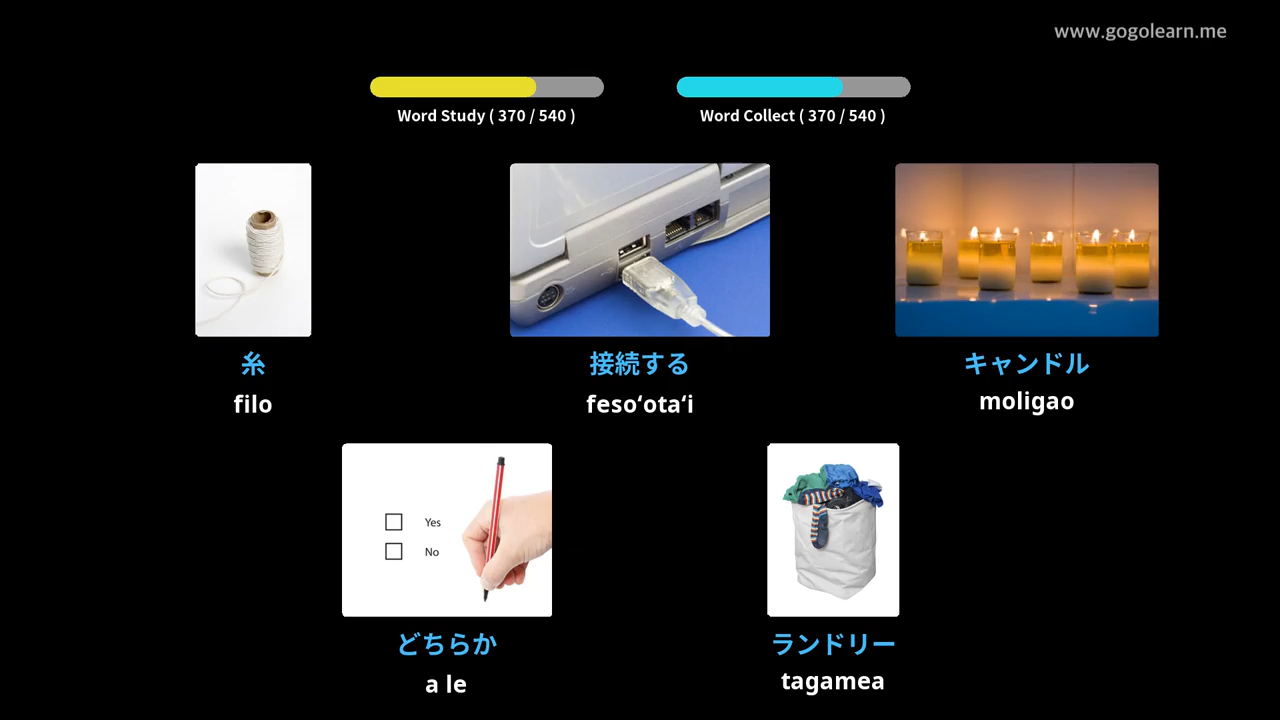 www.gogolearn.me
Word Study ( 370 / 540 )
Word Collect ( 370 / 540 )
糸
filo
接続する
fesoʻotaʻi
キャンドル
moligao
Yes
No
どちらか
a le
ランドリー
tagamea